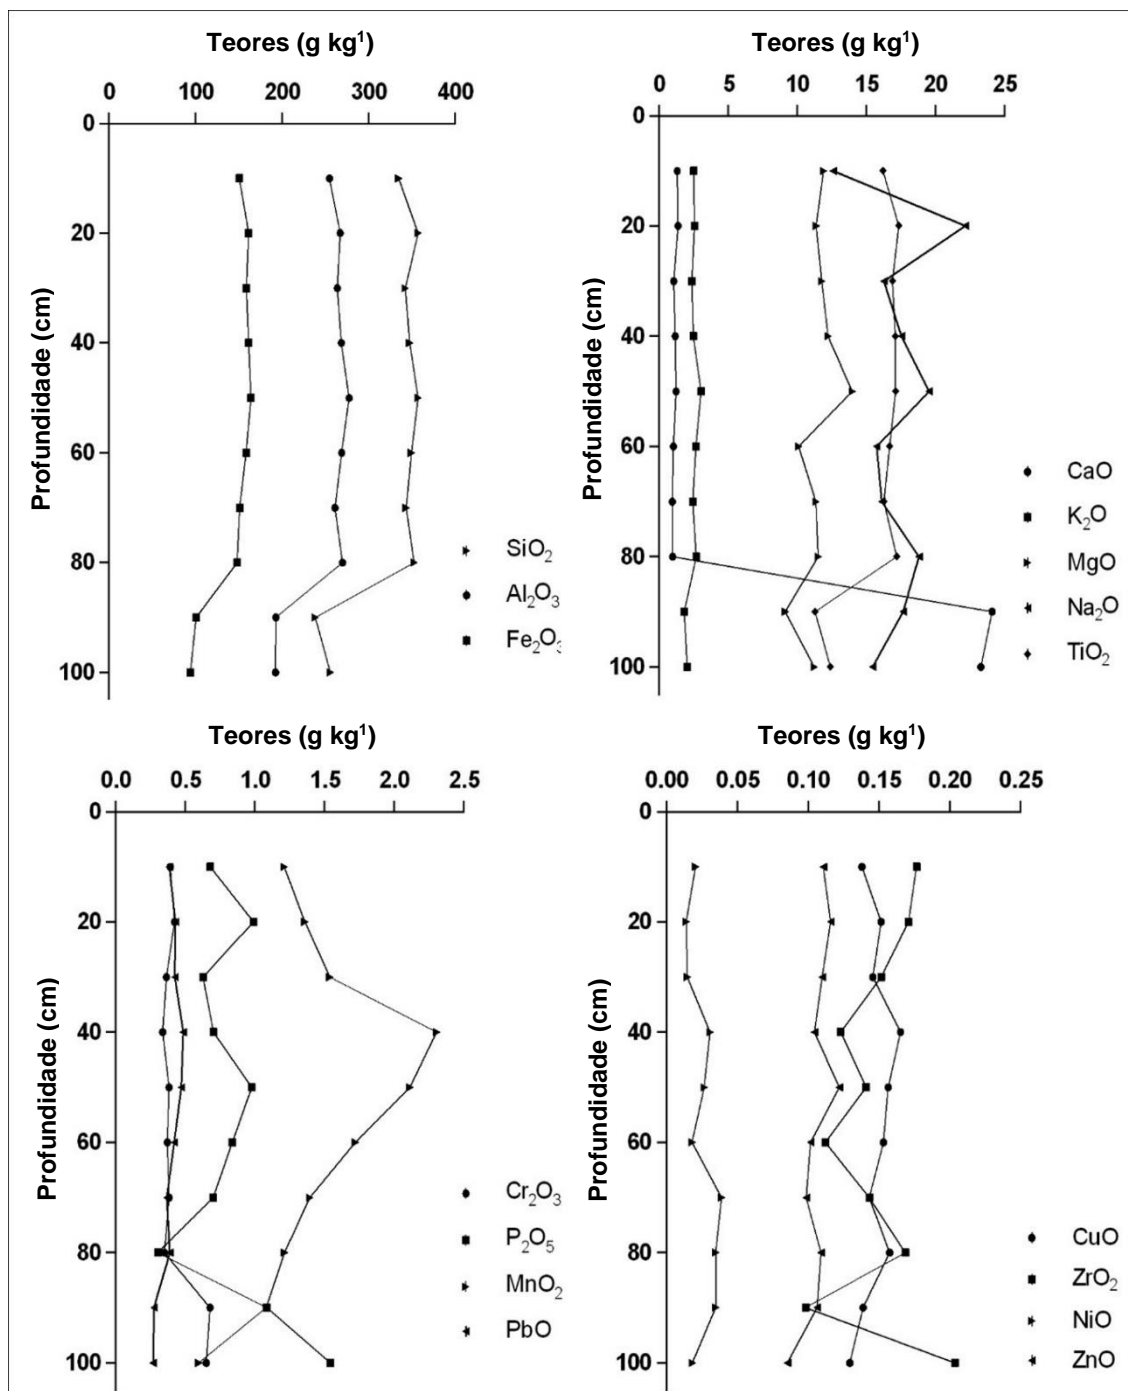 Teores (g kg¹)
0 100 200 300 400
Profundidade (cm)
0
20
40
60
80
100
SiO₂
Al₂O₃
Fe₂O₃
Teores (g kg¹)
0 5 10 15 20 25
Profundidade (cm)
0
20
40
60
80
100
CaO
K₂O
MgO
Na₂O
TiO₂
Teores (g kg¹)
0.0 0.5 1.0 1.5 2.0 2.5
Profundidade (cm)
0
20
40
60
80
100
Cr₂O₃
P₂O₅
MnO₂
PbO
Teores (g kg¹)
0.00 0.05 0.10 0.15 0.20 0.25
Profundidade (cm)
0
20
40
60
80
100
CuO
ZrO₂
NiO
ZnO